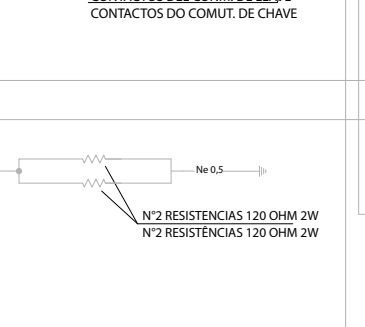 CONTACTOS DO COMUT. DE CHAVE
Ne 0,5
N°2 RESISTENCIAS 120 OHM 2W
N°2 RESISTÊNCIAS 120 OHM 2W